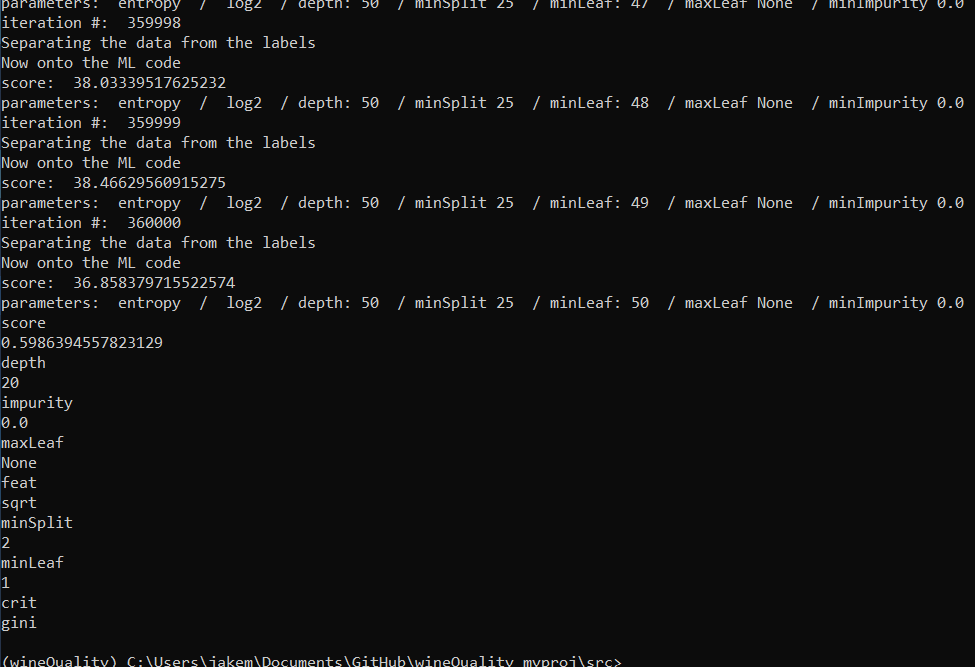 parameters:  entropy  /  log2  / depth: 50  / minSplit 25  / minLeaf: 47  / maxLeaf None  / minImpurity 0.0
iteration #:  359998
Separating the data from the labels
Now onto the ML code
score:  38.03339517625232
parameters:  entropy  /  log2  / depth: 50  / minSplit 25  / minLeaf: 48  / maxLeaf None  / minImpurity 0.0
iteration #:  359999
Separating the data from the labels
Now onto the ML code
score:  38.46629560915275
parameters:  entropy  /  log2  / depth: 50  / minSplit 25  / minLeaf: 49  / maxLeaf None  / minImpurity 0.0
iteration #:  360000
Separating the data from the labels
Now onto the ML code
score:  36.858379715522574
parameters:  entropy  /  log2  / depth: 50  / minSplit 25  / minLeaf: 50  / maxLeaf None  / minImpurity 0.0
score
0.5986394557823129
depth
20
impurity
0.0
maxLeaf
None
feat
sqrt
minSplit
2
minLeaf
1
crit
gini
(wineQuality) C:\Users\jakem\Documents\GitHub\wineQuality_myproj\src>